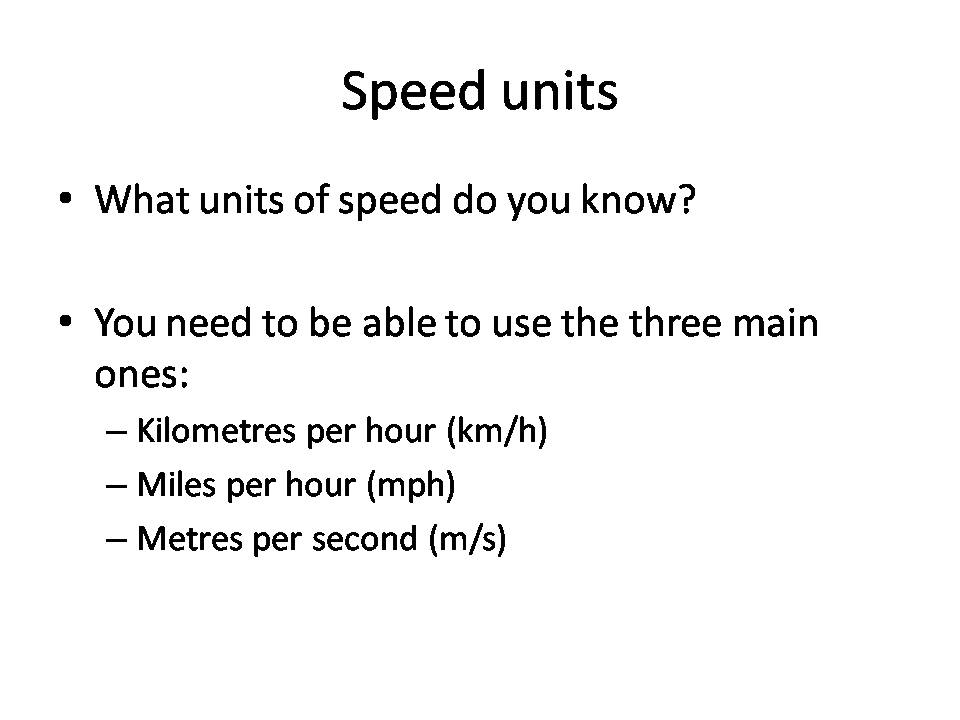 Speed units
• What units of speed do you know?
• You need to be able to use the three main
ones:
– Kilometres per hour (km/h)
– Miles per hour (mph)
– Metres per second (m/s)